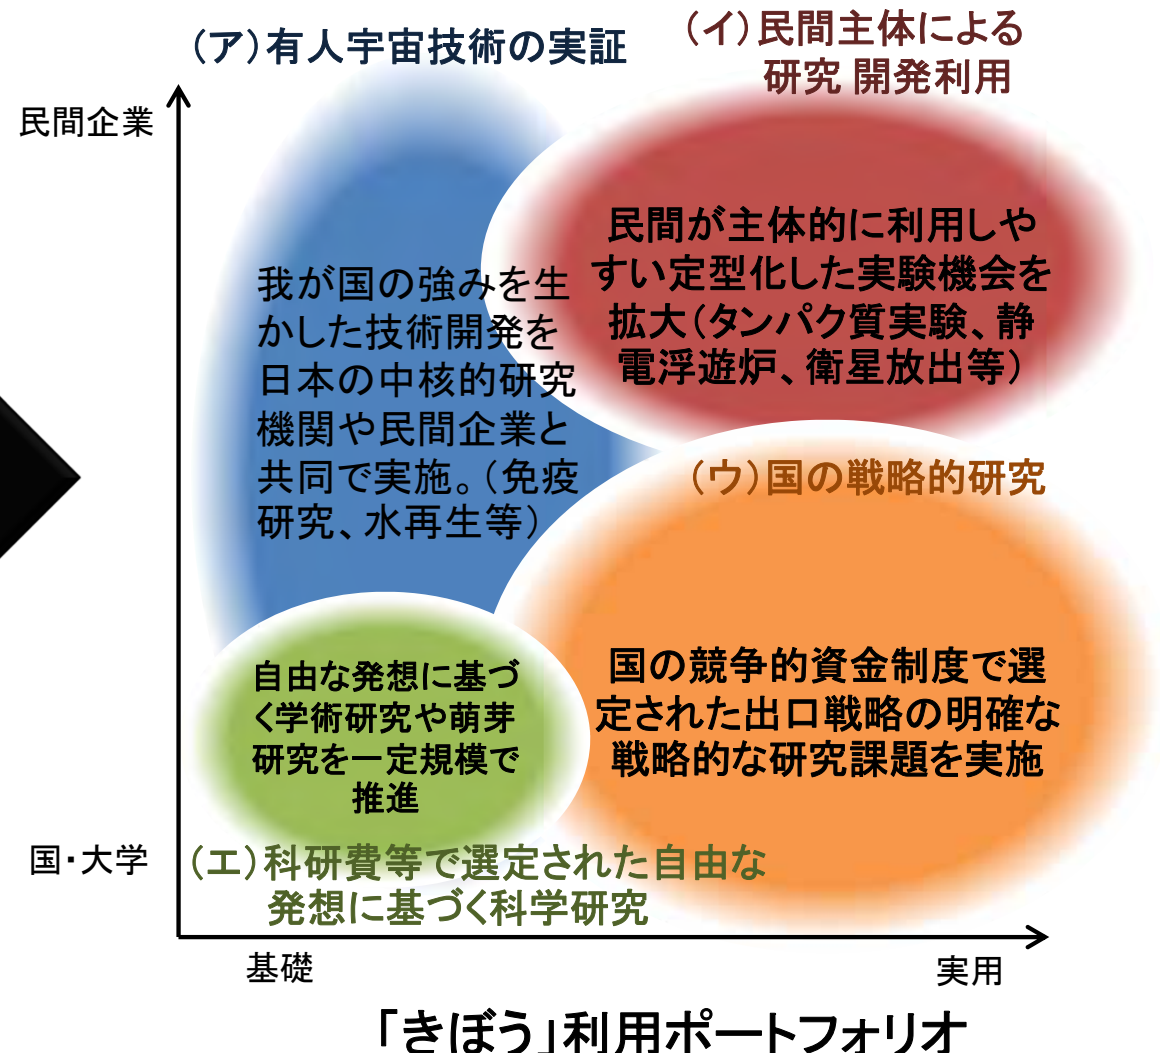 (ア)有人宇宙技術の実証
(イ)民間主体による
研究 開発利用
民間企業
民間が主体的に利用しや
すい定型化した実験機会を
拡大(タンパク質実験、静
電浮遊炉、衛星放出等)
我が国の強みを生
かした技術開発を
日本の中核的研究
機関や民間企業と
共同で実施。(免疫
研究、水再生等)
(ウ)国の戦略的研究
国の競争的資金制度で選
定された出口戦略の明確な
戦略的な研究課題を実施
自由な発想に基づ
く学術研究や萌芽
研究を一定規模で
推進
国・大学
(エ)科研費等で選定された自由な
発想に基づく科学研究
基礎
実用
「きぼう」利用ポートフォリオ